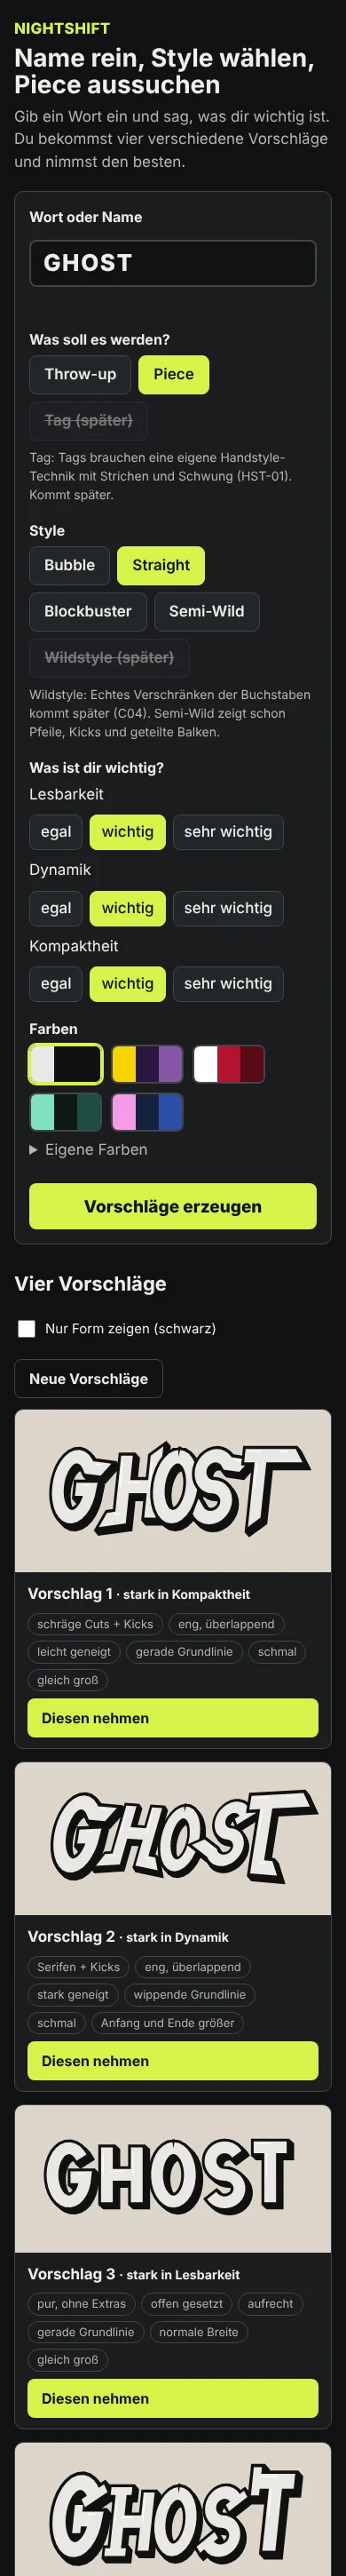 NIGHTSHIFT
Name rein, Style wählen,
Piece aussuchen
Gib ein Wort ein und sag, was dir wichtig ist.
Du bekommst vier verschiedene Vorschläge
und nimmst den besten.
Wort oder Name
GHOST
Was soll es werden?
Throw-up Piece
Tag (später)
Tag: Tags brauchen eine eigene Handstyle-
Technik mit Strichen und Schwung (HST-01).
Kommt später.
Style
Bubble Straight
Blockbuster Semi-Wild
Wildstyle (später)
Wildstyle: Echtes Verschränken der Buchstaben
kommt später (C04). Semi-Wild zeigt schon
Pfeile, Kicks und geteilte Balken.
Was ist dir wichtig?
Lesbarkeit
egal wichtig sehr wichtig
Dynamik
egal wichtig sehr wichtig
Kompaktheit
egal wichtig sehr wichtig
Farben
Eigene Farben
Vorschläge erzeugen
Vier Vorschläge
Nur Form zeigen (schwarz)
Neue Vorschläge
GHOST
Vorschlag 1 · stark in Kompaktheit
schräge Cuts + Kicks eng, überlappend
leicht geneigt gerade Grundlinie schmal
gleich groß
Diesen nehmen
GHOST
Vorschlag 2 · stark in Dynamik
Serifen + Kicks eng, überlappend
stark geneigt wippende Grundlinie
schmal Anfang und Ende größer
Diesen nehmen
GHOST
Vorschlag 3 · stark in Lesbarkeit
pur, ohne Extras offen gesetzt aufrecht
gerade Grundlinie normale Breite
gleich groß
Diesen nehmen
GHOST